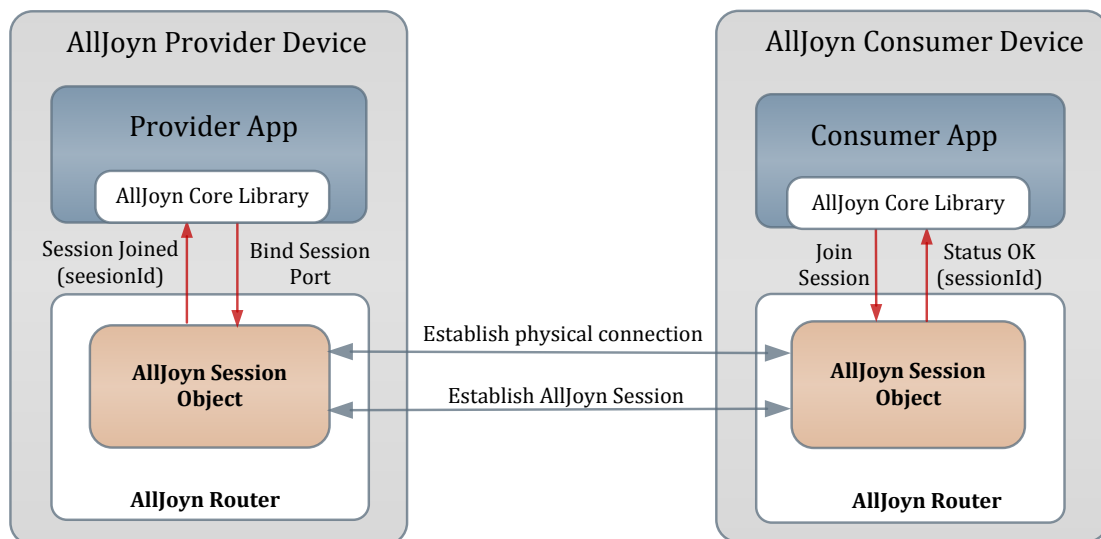 AllJoyn Provider Device
Provider App
AllJoyn Core Library
Session Joined
(seesionId)
Bind Session
Port
AllJoyn Session
Object
AllJoyn Router
Establish physical connection
Establish AllJoyn Session
AllJoyn Consumer Device
Consumer App
AllJoyn Core Library
Join
Session
Status OK
(sessionId)
AllJoyn Session
Object
AllJoyn Router